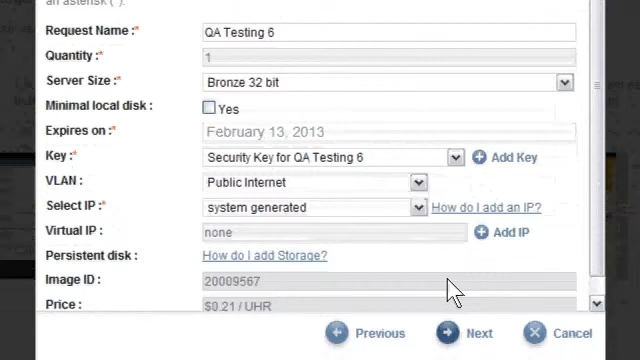 an asterisk (*).
Request Name :* QA Testing 6
Quantity :* 1
Server Size :* Bronze 32 bit
Minimal local disk : Yes
Expires on :* February 13, 2013
Key :* Security Key for QA Testing 6 Add Key
VLAN : Public Internet
Select IP :* system generated How do I add an IP?
Virtual IP : none Add IP
Persistent disk : How do I add Storage?
Image ID : 20009567
Price : $0.21 / UHR
Previous Next Cancel